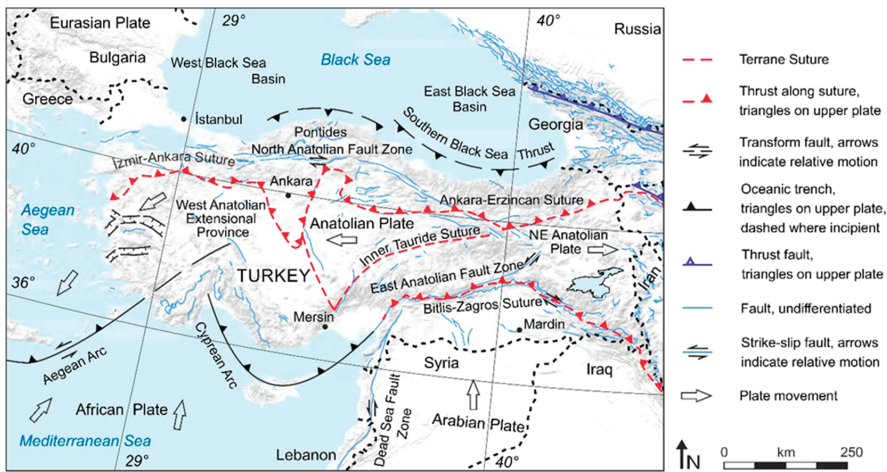 29°
40°
Russia
Eurasian Plate
Bulgaria
Greece
West Black Sea
Basin
Black Sea
East Black Sea
Basin
Georgia
İstanbul
40°
Pontides
Southern Black Sea Thrust
North Anatolian Fault Zone
İzmir-Ankara Suture
Ankara
Ankara-Erzincan Suture
Aegean
Sea
West Anatolian
Extensional
Province
Anatolian Plate
Inner Tauride Suture
NE Anatolian
Plate
Iran
36°
TURKEY
East Anatolian Fault Zone
Bitlis-Zagros Suture
Mersin
Mardin
Cyprean Arc
Aegean Arc
Syria
Iraq
African Plate
Dead Sea Fault
Zone
Arabian Plate
Mediterranean Sea
29°
Lebanon
40°
Terrane Suture
Thrust along suture,
triangles on upper plate
Transform fault, arrows
indicate relative motion
Oceanic trench,
triangles on upper plate,
dashed where incipient
Thrust fault,
triangles on upper plate
Fault, undifferentiated
Strike-slip fault, arrows
indicate relative motion
Plate movement
N
0 km 250